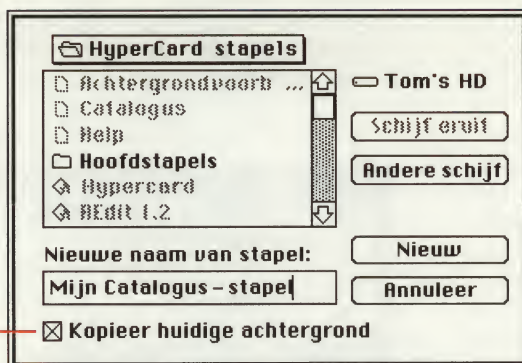 HyperCard stapels
Achtergrondvoorb ...
Catalogus
Help
Hoofdstapels
Hypercard
REdit 1.2
Tom's HD
Schijf eruit
Andere schijf
Nieuwe naam van stapel:
Mijn Catalogus – stapel
Nieuw
Annuleer
Kopieer huidige achtergrond